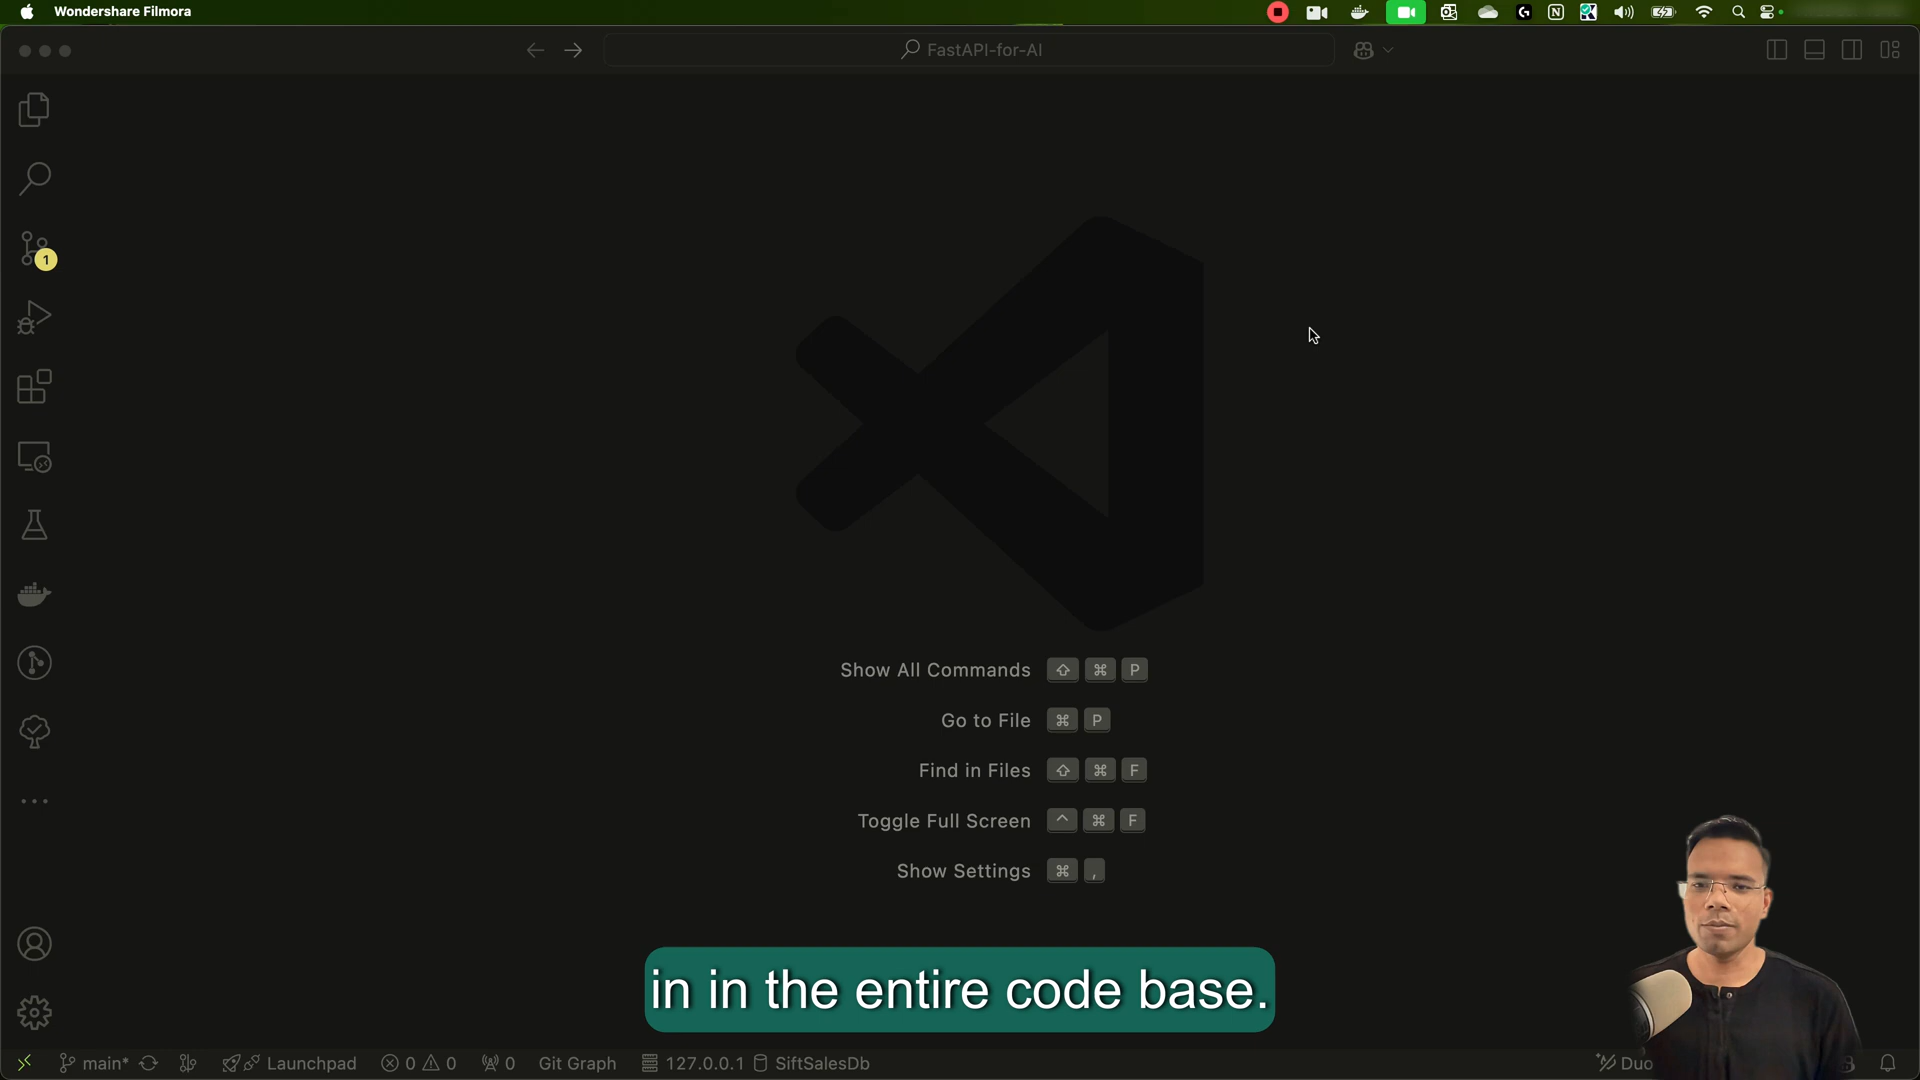 Wondershare Filmora
FastAPI-for-AI
1
Show All Commands ⇧ ⌘ P
Go to File ⌘ P
Find in Files ⇧ ⌘ F
Toggle Full Screen ^ ⌘ F
Show Settings ⌘ ,
in in the entire code base.
main* Launchpad 0 0 0 Git Graph 127.0.0.1 SiftSalesDb Duo